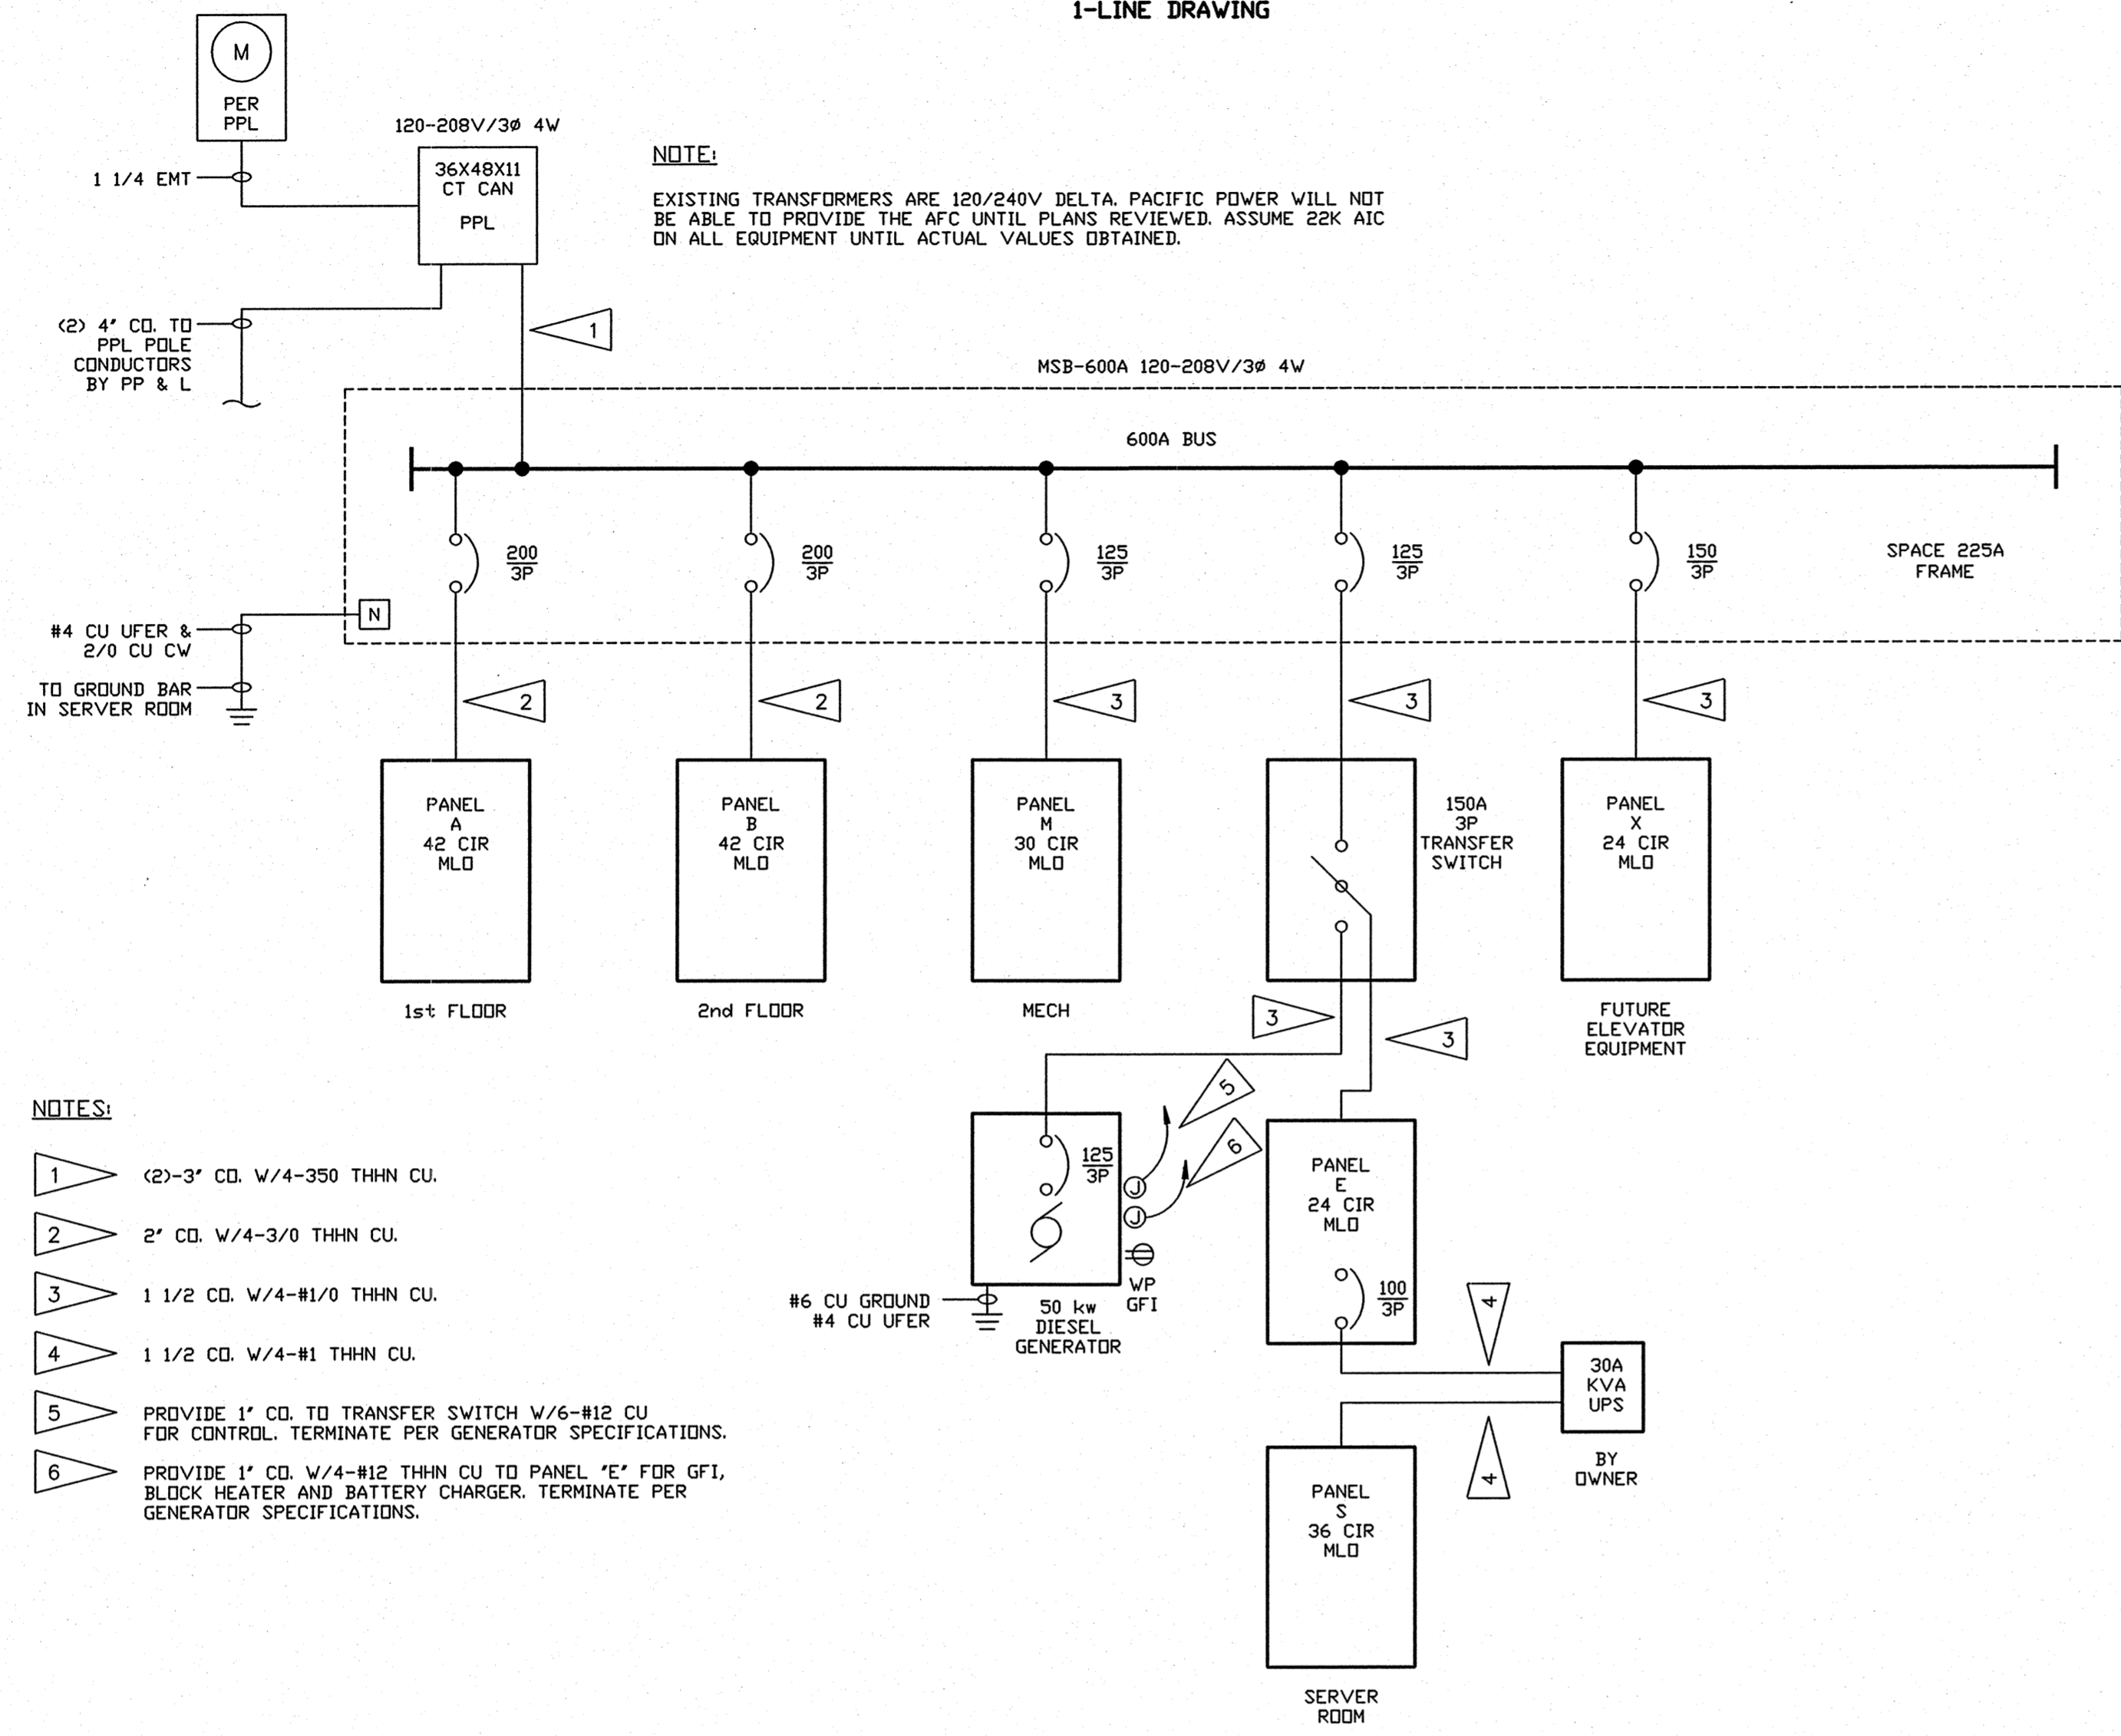 1-LINE DRAWING
M
PER
PPL
1 1/4 EMT
120-208V/3Ø 4W
36X48X11
CT CAN
PPL
NOTE:
EXISTING TRANSFORMERS ARE 120/240V DELTA. PACIFIC POWER WILL NOT
BE ABLE TO PROVIDE THE AFC UNTIL PLANS REVIEWED. ASSUME 22K AIC
ON ALL EQUIPMENT UNTIL ACTUAL VALUES OBTAINED.
(2) 4" CO. TO
PPL POLE
CONDUCTORS
BY PP & L
1
MSB-600A 120-208V/3Ø 4W
600A BUS
200
3P
200
3P
125
3P
125
3P
150
3P
SPACE 225A
FRAME
N
#4 CU UFER &
2/0 CU CW
TO GROUND BAR
IN SERVER ROOM
2
2
3
3
3
PANEL
A
42 CIR
MLO
1st FLOOR
PANEL
B
42 CIR
MLO
2nd FLOOR
PANEL
M
30 CIR
MLO
MECH
150A
3P
TRANSFER
SWITCH
PANEL
X
24 CIR
MLO
FUTURE
ELEVATOR
EQUIPMENT
3
3
5
6
125
3P
J
J
WP
GFI
#6 CU GROUND
#4 CU UFER
50 kw
DIESEL
GENERATOR
PANEL
E
24 CIR
MLO
100
3P
4
30A
KVA
UPS
BY
OWNER
4
PANEL
S
36 CIR
MLO
SERVER
ROOM
NOTES:
1 (2)-3" CO. W/4-350 THHN CU.
2 2" CO. W/4-3/0 THHN CU.
3 1 1/2 CO. W/4-#1/0 THHN CU.
4 1 1/2 CO. W/4-#1 THHN CU.
5 PROVIDE 1" CO. TO TRANSFER SWITCH W/6-#12 CU
FOR CONTROL. TERMINATE PER GENERATOR SPECIFICATIONS.
6 PROVIDE 1" CO. W/4-#12 THHN CU TO PANEL "E" FOR GFI,
BLOCK HEATER AND BATTERY CHARGER. TERMINATE PER
GENERATOR SPECIFICATIONS.